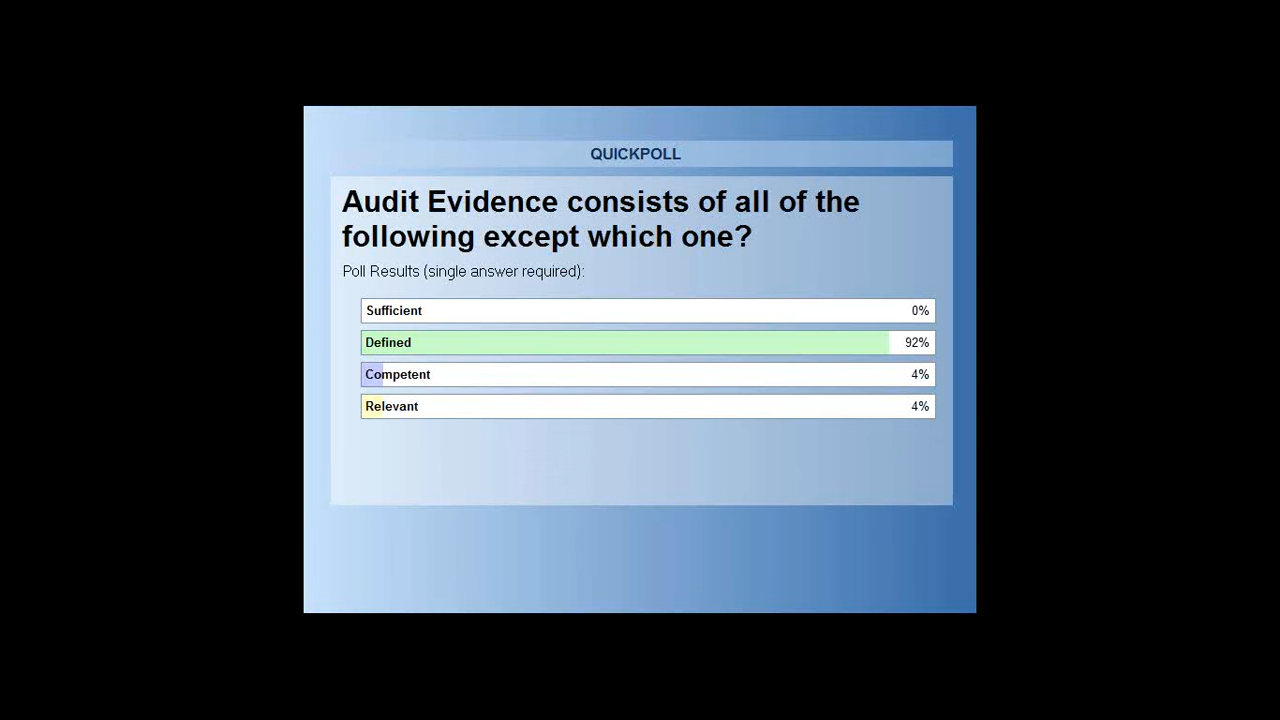 QUICKPOLL
Audit Evidence consists of all of the
following except which one?
Poll Results (single answer required):
Sufficient 0%
Defined 92%
Competent 4%
Relevant 4%